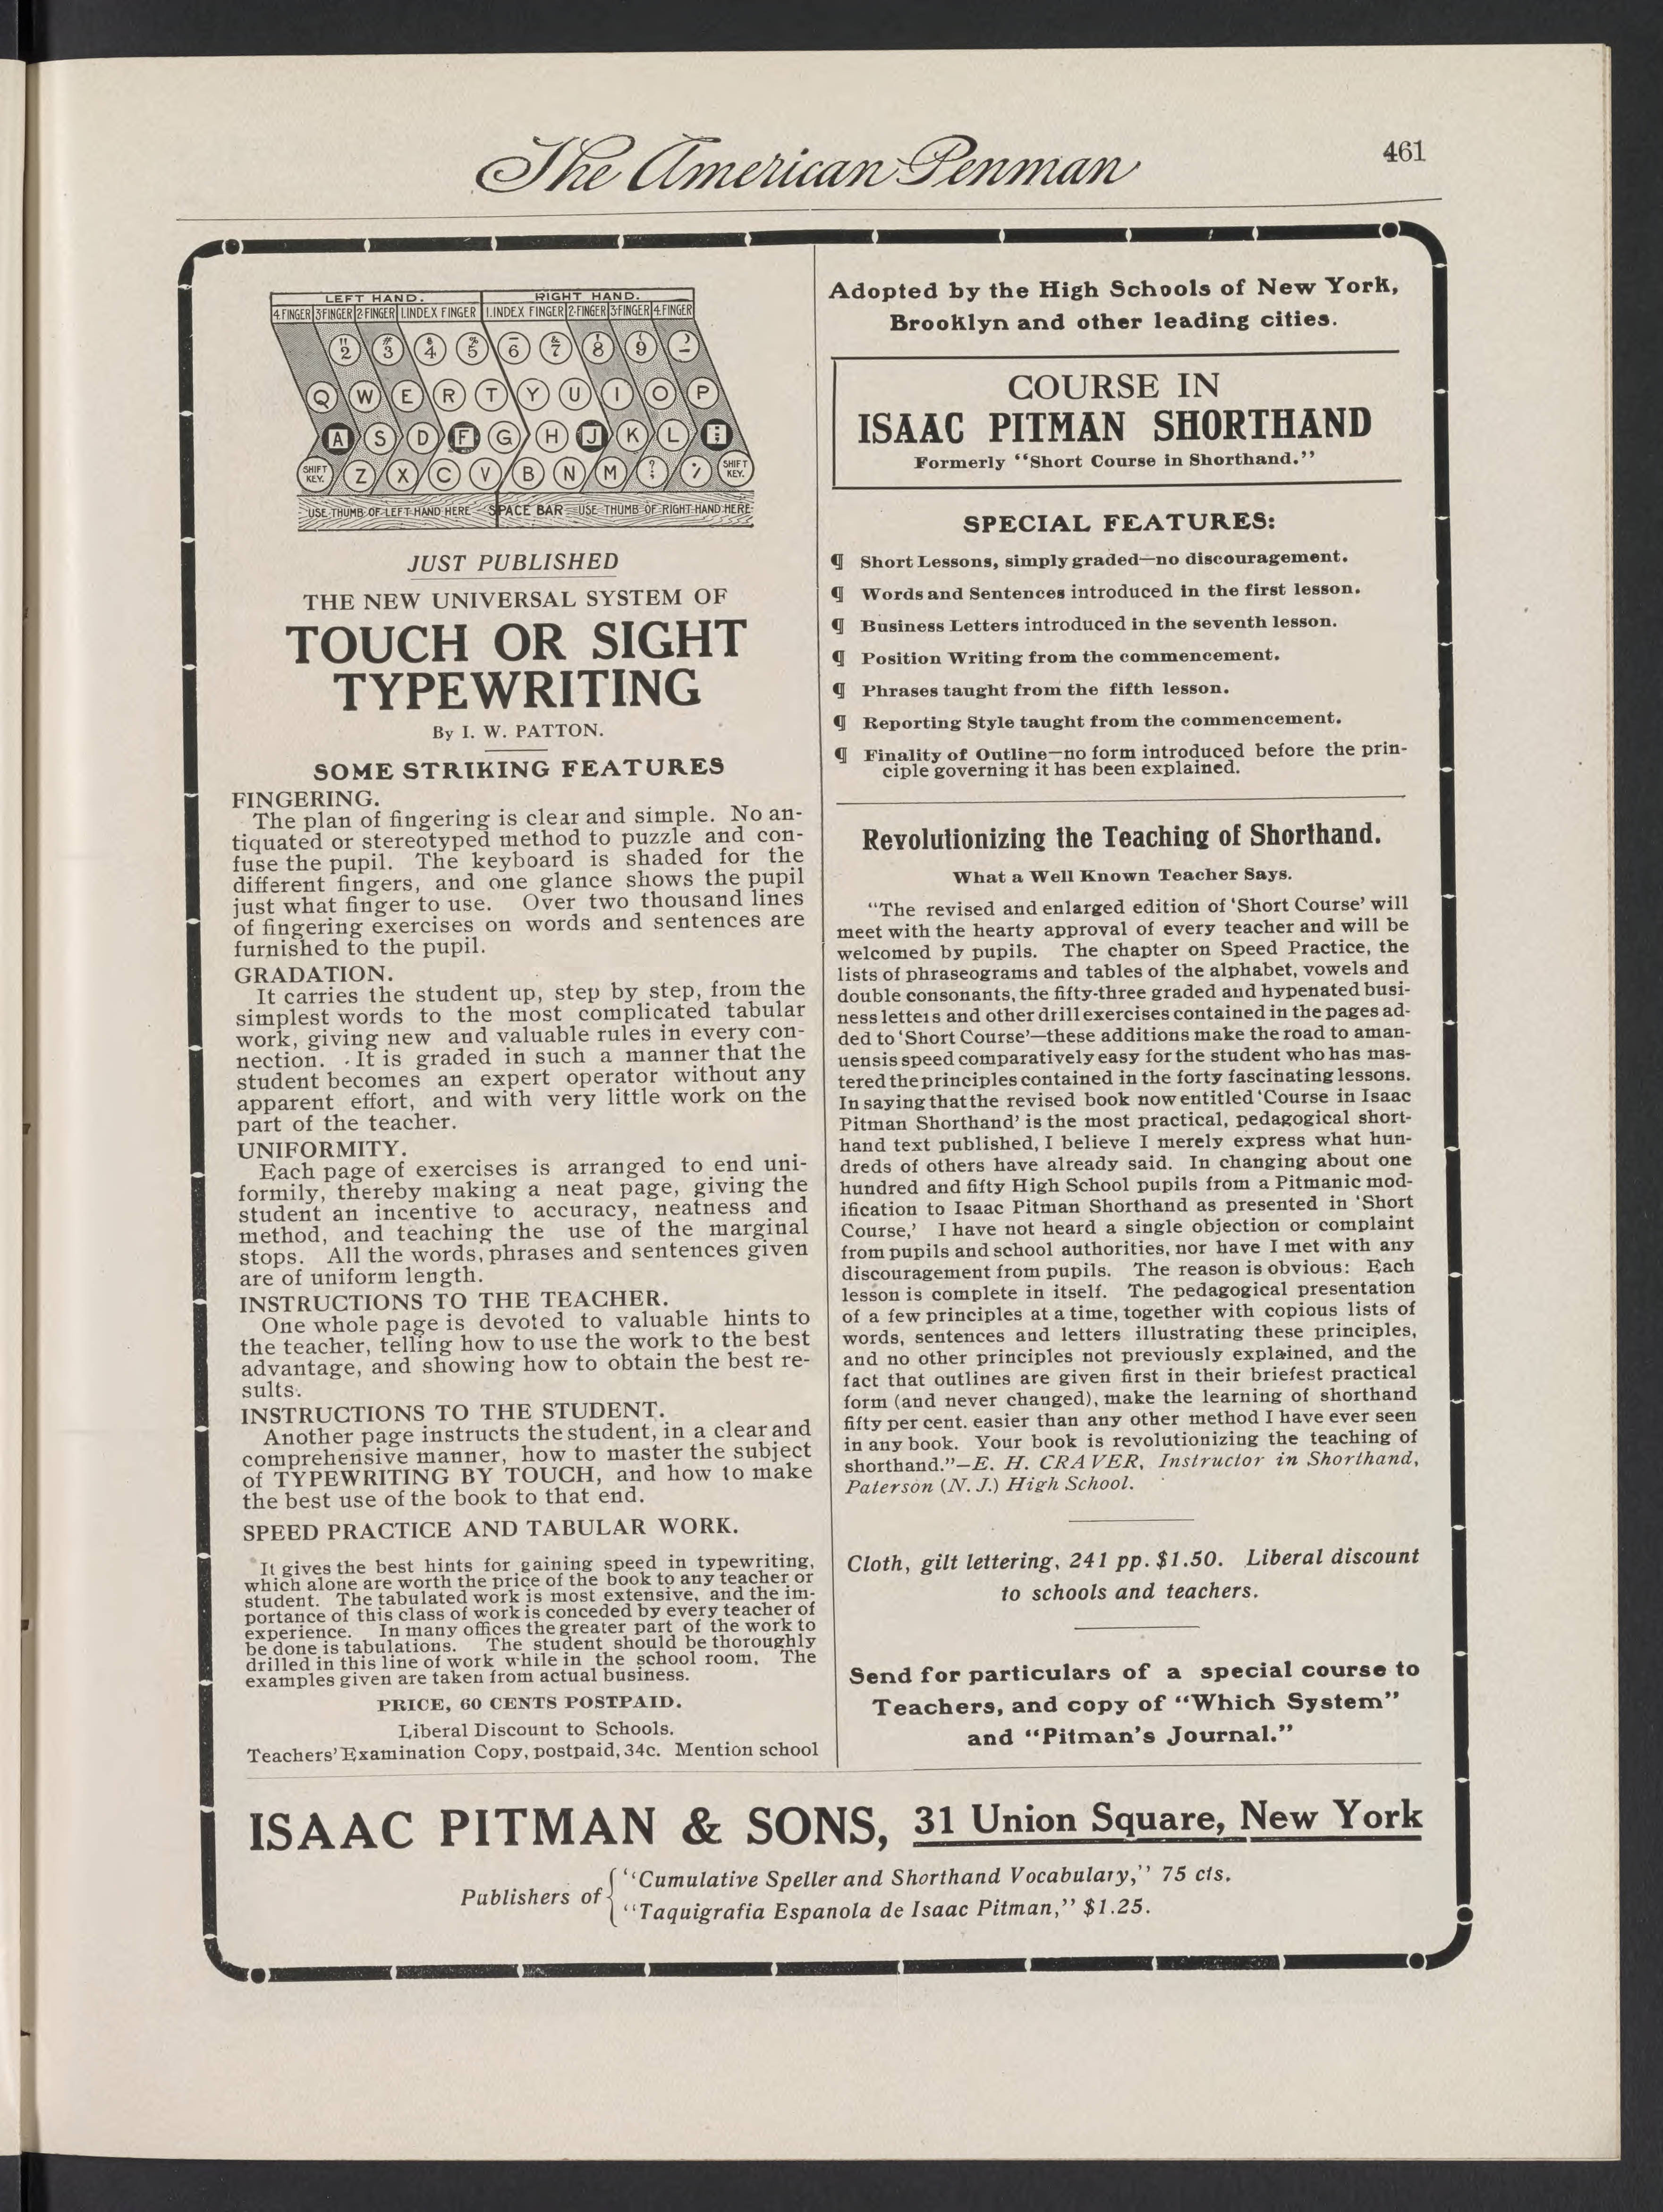 The American Penman
461
LEFT HAND. RIGHT HAND.
4.FINGER 3.FINGER 2.FINGER 1.INDEX FINGER 1.INDEX FINGER 2.FINGER 3.FINGER 4.FINGER
" 2 # 3 $ 4 % 5 _ 6 & 7 ' 8 ( 9 ) -
Q W E R T Y U I O P
A S D F G H J K L :
SHIFT KEY. Z X C V B N M ? / SHIFT KEY.
USE THUMB OF LEFT HAND HERE SPACE BAR USE THUMB OF RIGHT HAND HERE
JUST PUBLISHED
THE NEW UNIVERSAL SYSTEM OF
TOUCH OR SIGHT
TYPEWRITING
By I. W. PATTON.
SOME STRIKING FEATURES
FINGERING.
The plan of fingering is clear and simple. No an-
tiquated or stereotyped method to puzzle and con-
fuse the pupil. The keyboard is shaded for the
different fingers, and one glance shows the pupil
just what finger to use. Over two thousand lines
of fingering exercises on words and sentences are
furnished to the pupil.
GRADATION.
It carries the student up, step by step, from the
simplest words to the most complicated tabular
work, giving new and valuable rules in every con-
nection. It is graded in such a manner that the
student becomes an expert operator without any
apparent effort, and with very little work on the
part of the teacher.
UNIFORMITY.
Each page of exercises is arranged to end uni-
formily, thereby making a neat page, giving the
student an incentive to accuracy, neatness and
method, and teaching the use of the marginal
stops. All the words, phrases and sentences given
are of uniform length.
INSTRUCTIONS TO THE TEACHER.
One whole page is devoted to valuable hints to
the teacher, telling how to use the work to the best
advantage, and showing how to obtain the best re-
sults.
INSTRUCTIONS TO THE STUDENT.
Another page instructs the student, in a clear and
comprehensive manner, how to master the subject
of TYPEWRITING BY TOUCH, and how to make
the best use of the book to that end.
SPEED PRACTICE AND TABULAR WORK.
It gives the best hints for gaining speed in typewriting,
which alone are worth the price of the book to any teacher or
student. The tabulated work is most extensive, and the im-
portance of this class of work is conceded by every teacher of
experience. In many offices the greater part of the work to
be done is tabulations. The student should be thoroughly
drilled in this line of work while in the school room. The
examples given are taken from actual business.
PRICE, 60 CENTS POSTPAID.
Liberal Discount to Schools.
Teachers' Examination Copy, postpaid, 34c. Mention school
Adopted by the High Schools of New York,
Brooklyn and other leading cities.
COURSE IN
ISAAC PITMAN SHORTHAND
Formerly "Short Course in Shorthand."
SPECIAL FEATURES:
¶ Short Lessons, simply graded—no discouragement.
¶ Words and Sentences introduced in the first lesson.
¶ Business Letters introduced in the seventh lesson.
¶ Position Writing from the commencement.
¶ Phrases taught from the fifth lesson.
¶ Reporting Style taught from the commencement.
¶ Finality of Outline—no form introduced before the prin-
ciple governing it has been explained.
Revolutionizing the Teaching of Shorthand.
What a Well Known Teacher Says.
"The revised and enlarged edition of 'Short Course' will
meet with the hearty approval of every teacher and will be
welcomed by pupils. The chapter on Speed Practice, the
lists of phraseograms and tables of the alphabet, vowels and
double consonants, the fifty-three graded and hypenated busi-
ness letters and other drill exercises contained in the pages ad-
ded to 'Short Course'—these additions make the road to aman-
uensis speed comparatively easy for the student who has mas-
tered the principles contained in the forty fascinating lessons.
In saying that the revised book now entitled 'Course in Isaac
Pitman Shorthand' is the most practical, pedagogical short-
hand text published, I believe I merely express what hun-
dreds of others have already said. In changing about one
hundred and fifty High School pupils from a Pitmanic mod-
ification to Isaac Pitman Shorthand as presented in 'Short
Course,' I have not heard a single objection or complaint
from pupils and school authorities, nor have I met with any
discouragement from pupils. The reason is obvious: Each
lesson is complete in itself. The pedagogical presentation
of a few principles at a time, together with copious lists of
words, sentences and letters illustrating these principles,
and no other principles not previously explained, and the
fact that outlines are given first in their briefest practical
form (and never changed), make the learning of shorthand
fifty per cent. easier than any other method I have ever seen
in any book. Your book is revolutionizing the teaching of
shorthand."—E. H. CRAVER, Instructor in Shorthand,
Paterson (N. J.) High School.
Cloth, gilt lettering, 241 pp. $1.50. Liberal discount
to schools and teachers.
Send for particulars of a special course to
Teachers, and copy of "Which System"
and "Pitman's Journal."
ISAAC PITMAN & SONS, 31 Union Square, New York
Publishers of { "Cumulative Speller and Shorthand Vocabulary," 75 cts.
"Taquigrafia Espanola de Isaac Pitman," $1.25.